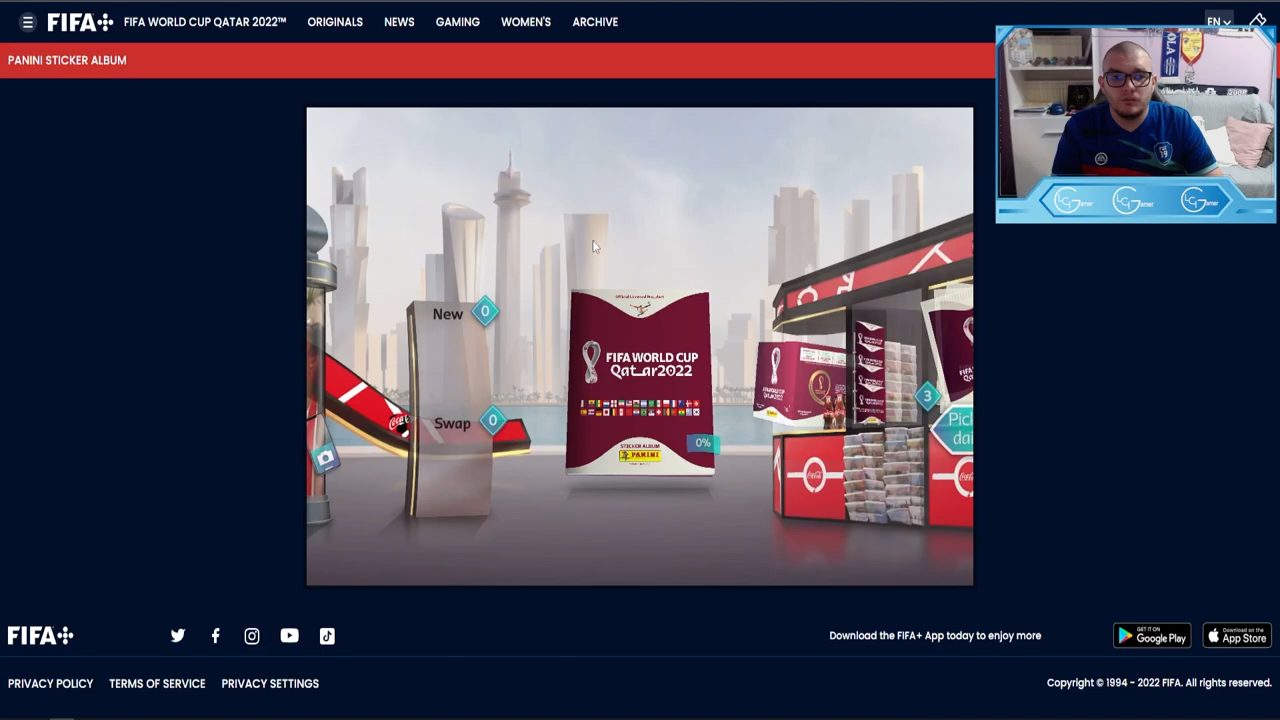 FIFA+ FIFA WORLD CUP QATAR 2022™ ORIGINALS NEWS GAMING WOMEN'S ARCHIVE EN
PANINI STICKER ALBUM
New 0
Swap 0
FIFA WORLD CUP
Qatar2022
STICKER ALBUM
PANINI
0%
3
Coca-Cola
FIFA+
Download the FIFA+ App today to enjoy more
GET IT ON
Google Play
Download on the
App Store
PRIVACY POLICY TERMS OF SERVICE PRIVACY SETTINGS
Copyright © 1994 - 2022 FIFA. All rights reserved.